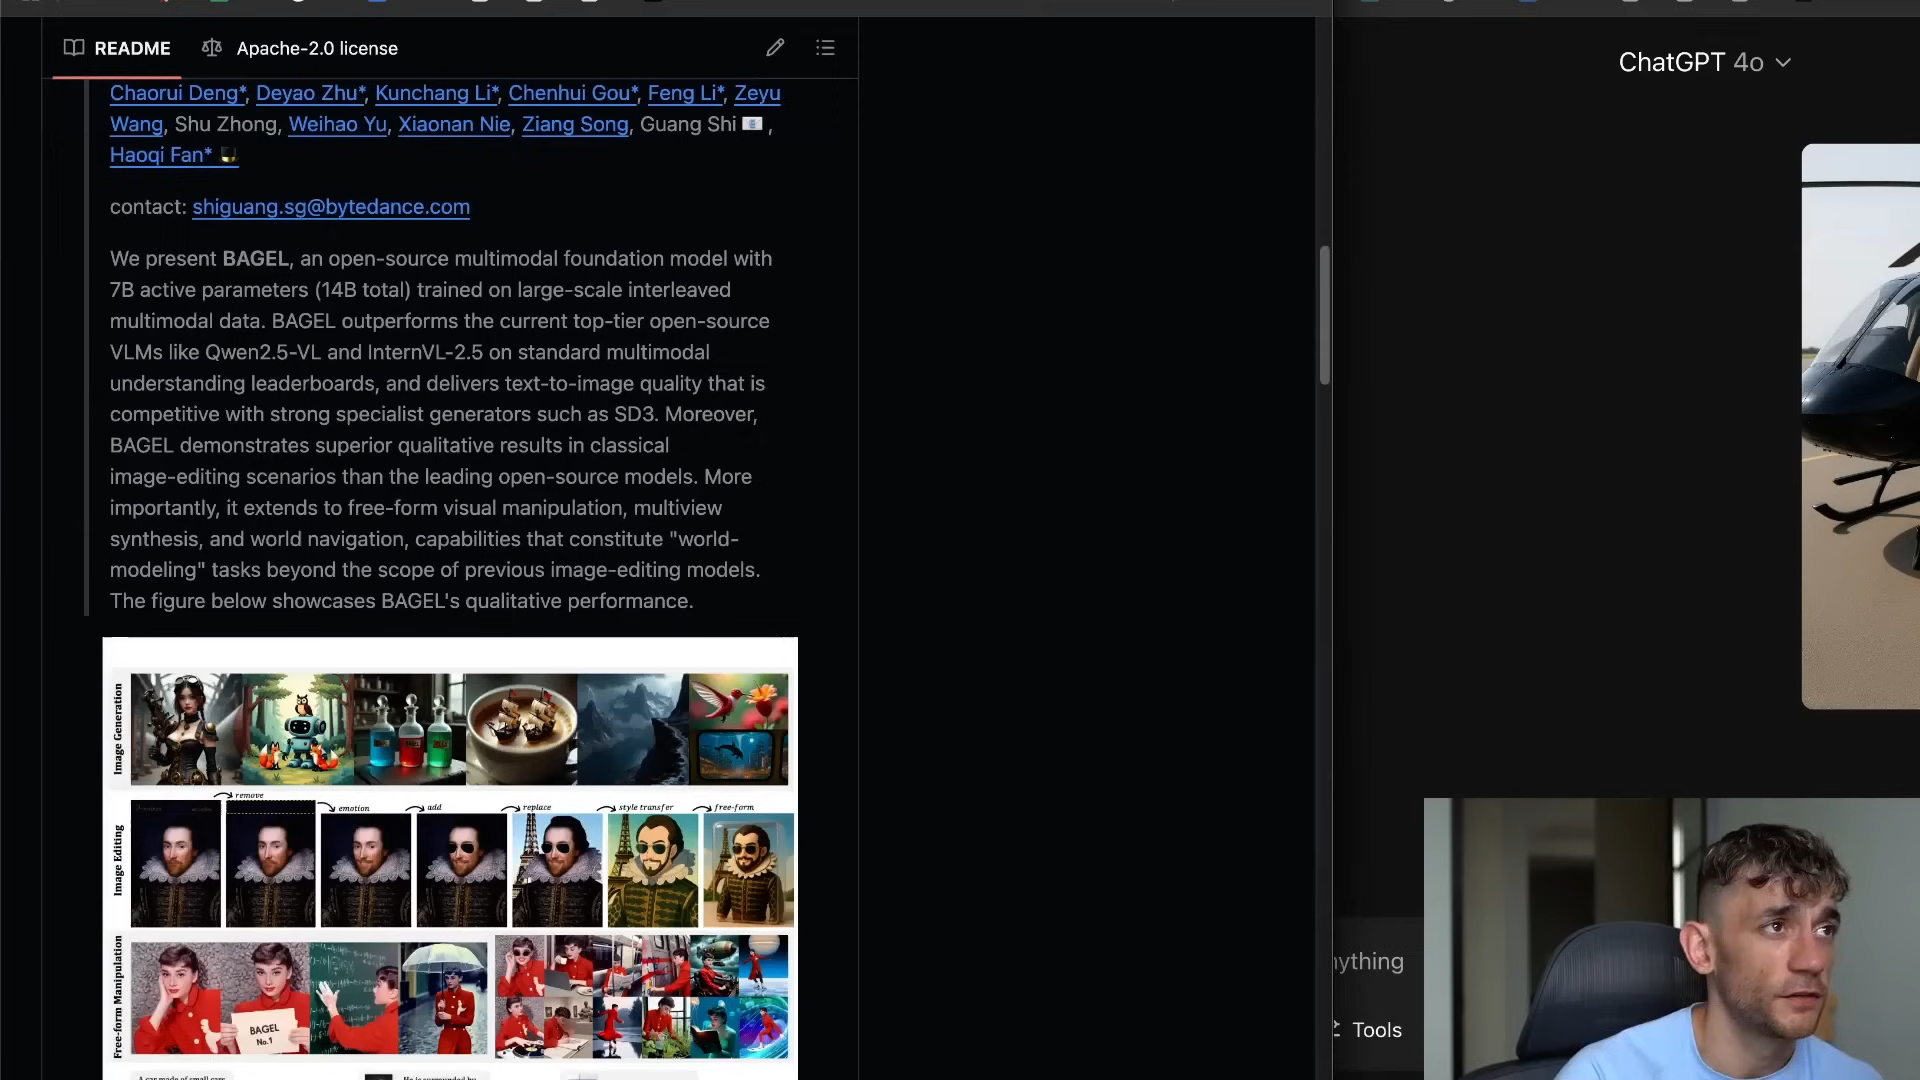 README
Apache-2.0 license
Chaorui Deng*, Deyao Zhu*, Kunchang Li*, Chenhui Gou*, Feng Li*, Zeyu
Wang, Shu Zhong, Weihao Yu, Xiaonan Nie, Ziang Song, Guang Shi ,
Haoqi Fan*
contact: shiguang.sg@bytedance.com
We present BAGEL, an open-source multimodal foundation model with
7B active parameters (14B total) trained on large-scale interleaved
multimodal data. BAGEL outperforms the current top-tier open-source
VLMs like Qwen2.5-VL and InternVL-2.5 on standard multimodal
understanding leaderboards, and delivers text-to-image quality that is
competitive with strong specialist generators such as SD3. Moreover,
BAGEL demonstrates superior qualitative results in classical
image-editing scenarios than the leading open-source models. More
importantly, it extends to free-form visual manipulation, multiview
synthesis, and world navigation, capabilities that constitute "world-
modeling" tasks beyond the scope of previous image-editing models.
The figure below showcases BAGEL's qualitative performance.
Image Generation
remove
emotion
add
replace
style transfer
free-form
Image Editing
Free-form Manipulation
BAGEL
No.1
ChatGPT 4o
ything
Tools